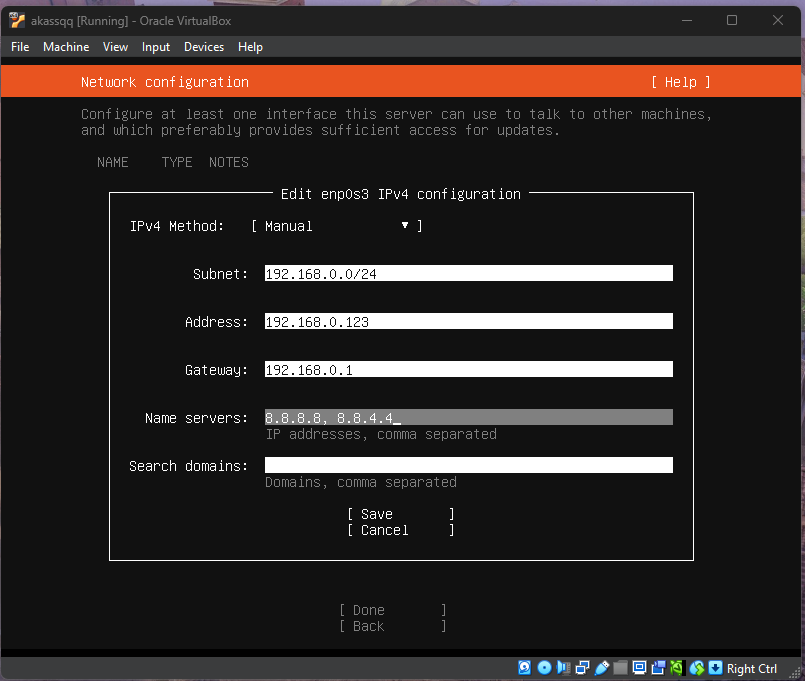 akassqq [Running] - Oracle VirtualBox
File Machine View Input Devices Help
Network configuration [ Help ]
Configure at least one interface this server can use to talk to other machines,
and which preferably provides sufficient access for updates.
NAME TYPE NOTES
Edit enp0s3 IPv4 configuration
IPv4 Method: [ Manual ▾ ]
Subnet: 192.168.0.0/24
Address: 192.168.0.123
Gateway: 192.168.0.1
Name servers: 8.8.8.8, 8.8.4.4_
IP addresses, comma separated
Search domains:
Domains, comma separated
[ Save ]
[ Cancel ]
[ Done ]
[ Back ]
Right Ctrl